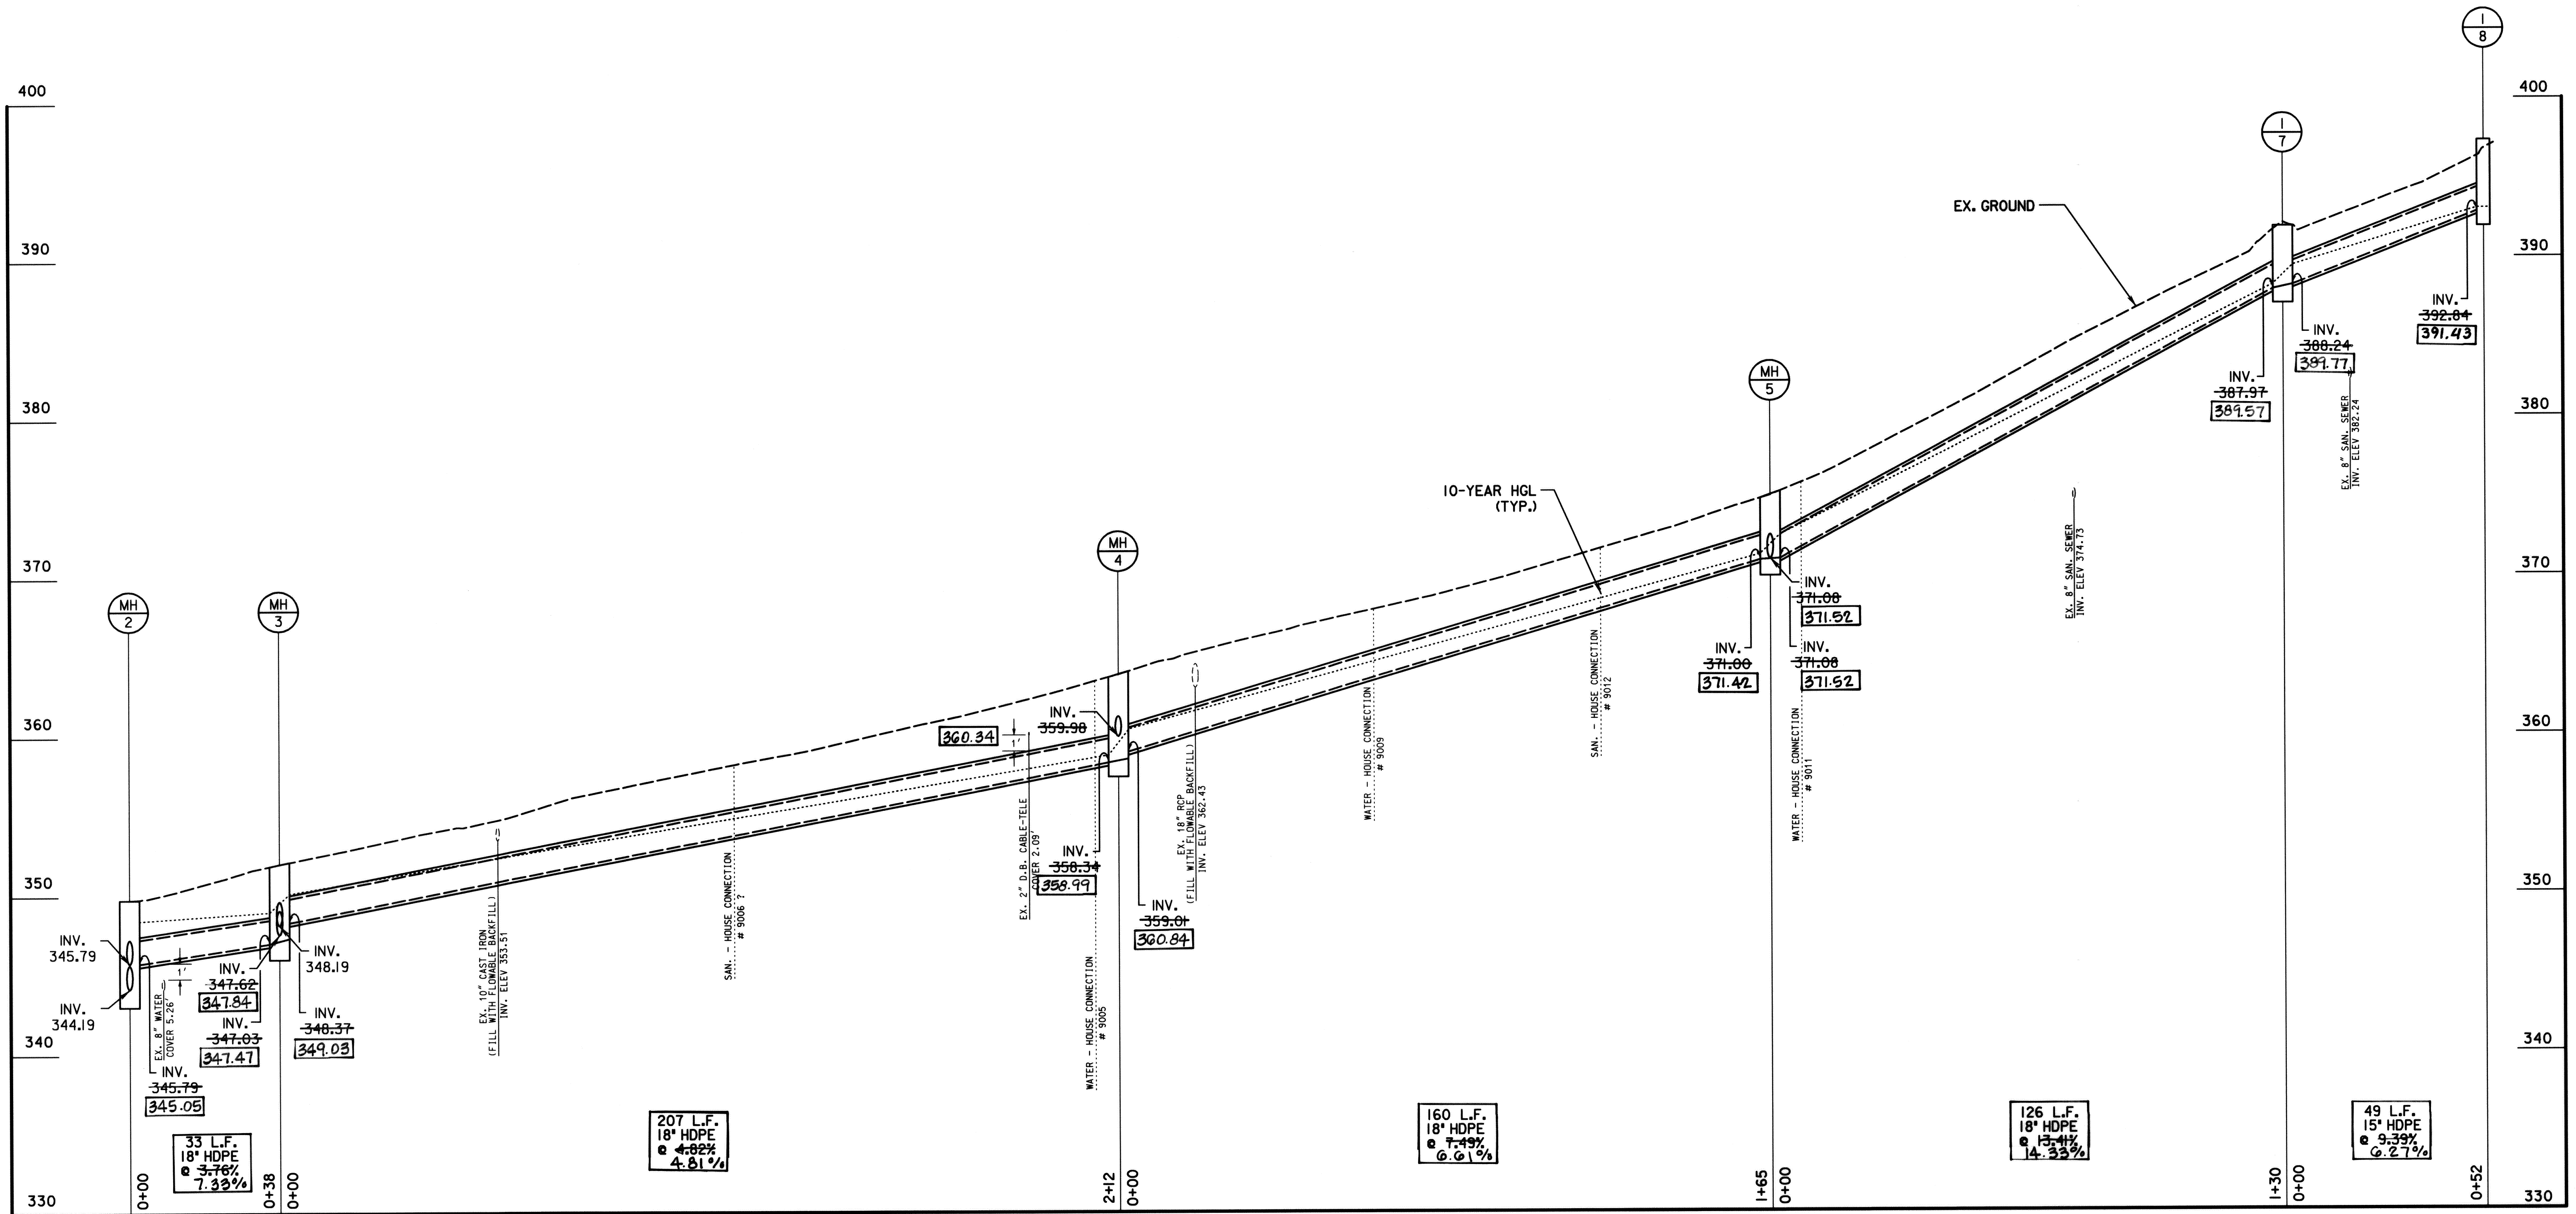 I
8
400
400
I
7
390
390
EX. GROUND
INV.
392.84
391.43
INV.
388.24
389.77
INV.
387.97
389.57
EX. 8" SAN. SEWER
INV. ELEV 382.24
380
380
MH
5
10-YEAR HGL
(TYP.)
EX. 8" SAN. SEWER
INV. ELEV 374.73
370
370
MH
4
INV.
371.08
371.52
INV.
371.00
371.42
INV.
371.08
371.52
MH
2
MH
3
SAN. - HOUSE CONNECTION
# 9012
WATER - HOUSE CONNECTION
# 9009
WATER - HOUSE CONNECTION
# 9011
360
360
INV.
359.98
360.34
1'
EX. 2" D.B. CABLE-TELE
COVER 2.09'
EX. 18" RCP
(FILL WITH FLOWABLE BACKFILL)
INV. ELEV 362.43
INV.
358.34
358.99
INV.
359.01
360.84
SAN. - HOUSE CONNECTION
# 9006 ?
EX. 10" CAST IRON
(FILL WITH FLOWABLE BACKFILL)
INV. ELEV 353.51
WATER - HOUSE CONNECTION
# 9005
350
350
INV.
345.79
INV.
344.19
1'
EX. 8" WATER
COVER 5.26'
INV.
347.62
347.84
INV.
348.19
INV.
347.03
347.47
INV.
348.37
349.03
340
340
INV.
345.79
345.05
33 L.F.
18" HDPE
@ 3.76%
7.33%
207 L.F.
18" HDPE
@ 4.82%
4.81%
160 L.F.
18" HDPE
@ 7.49%
6.61%
126 L.F.
18" HDPE
@ 13.41%
14.33%
49 L.F.
15" HDPE
@ 9.39%
6.27%
330
0+00
0+38
0+00
2+12
0+00
1+65
0+00
1+30
0+00
0+52
330